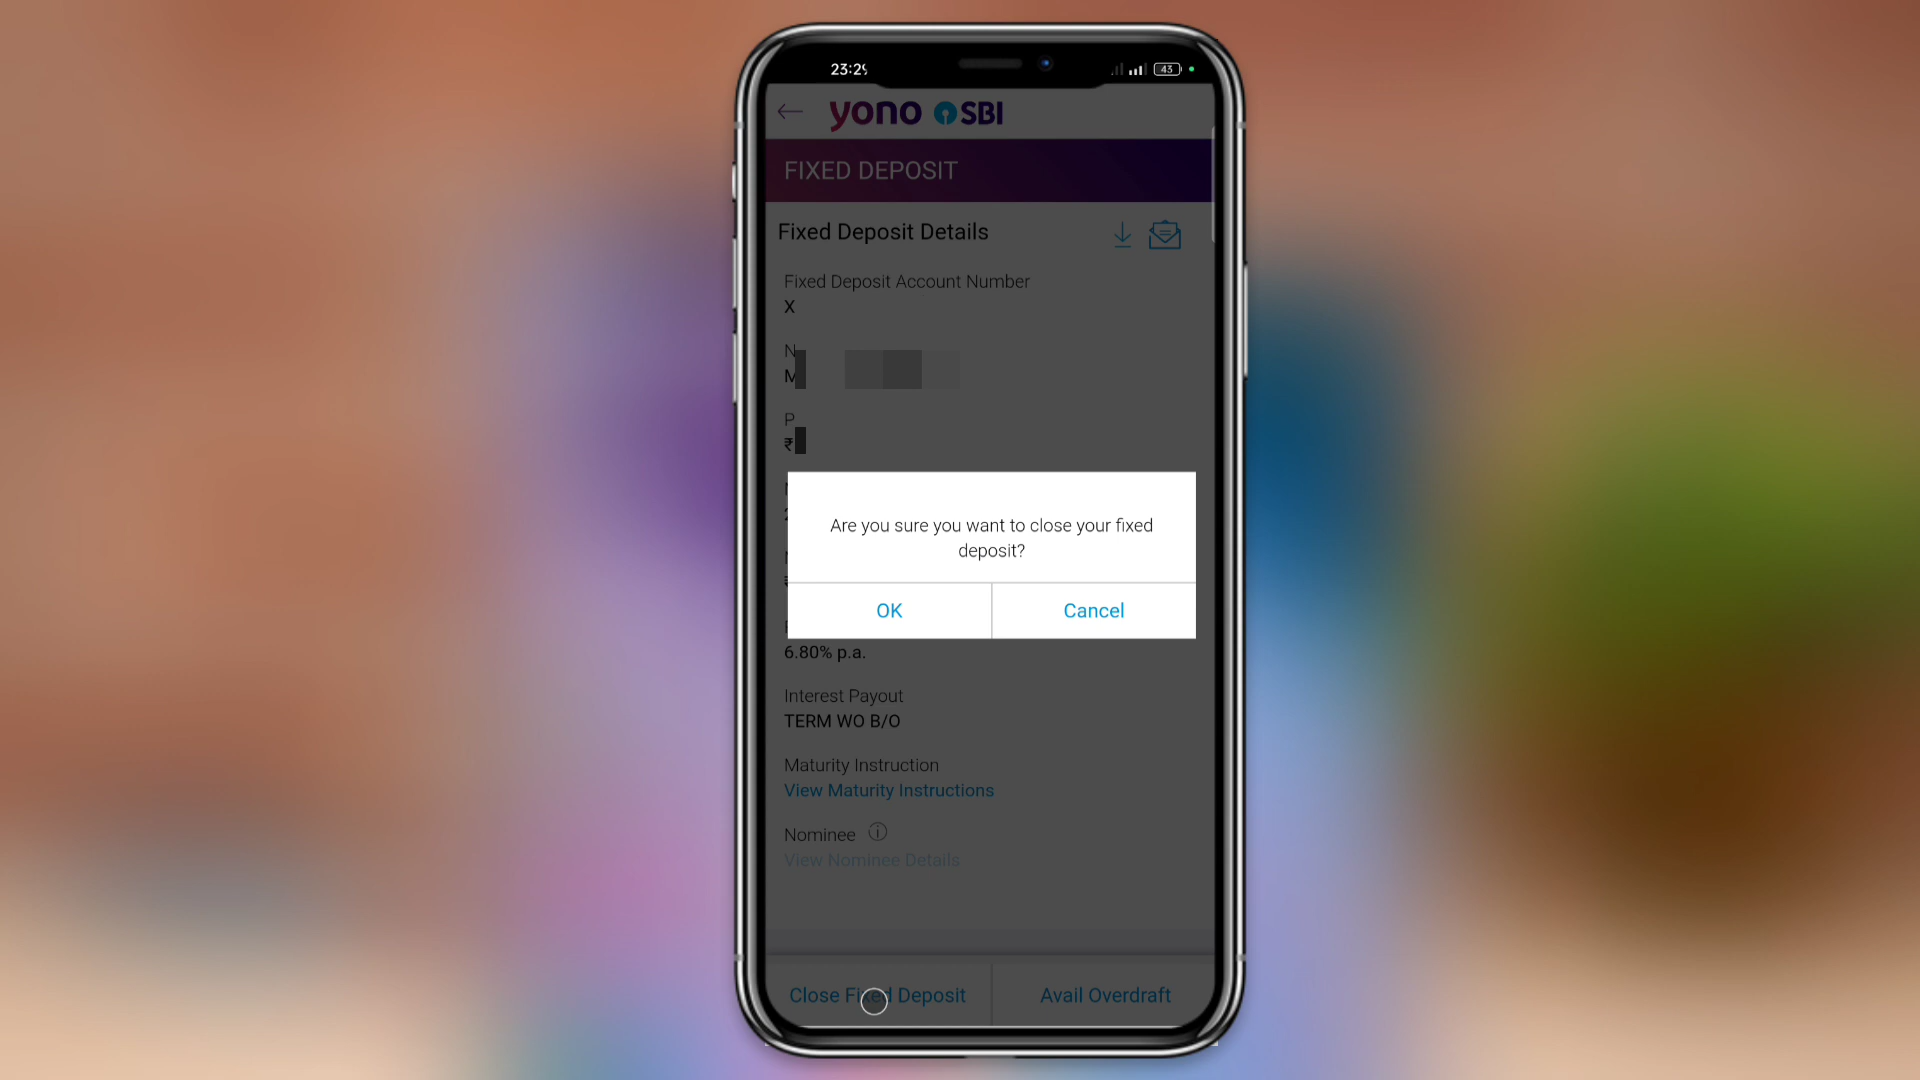 23:29
43
yono SBI
FIXED DEPOSIT
Fixed Deposit Details
Fixed Deposit Account Number
X
N
M
P
₹
Are you sure you want to close your fixed
deposit?
OK Cancel
6.80% p.a.
Interest Payout
TERM WO B/O
Maturity Instruction
View Maturity Instructions
Nominee
View Nominee Details
Close Fixed Deposit Avail Overdraft